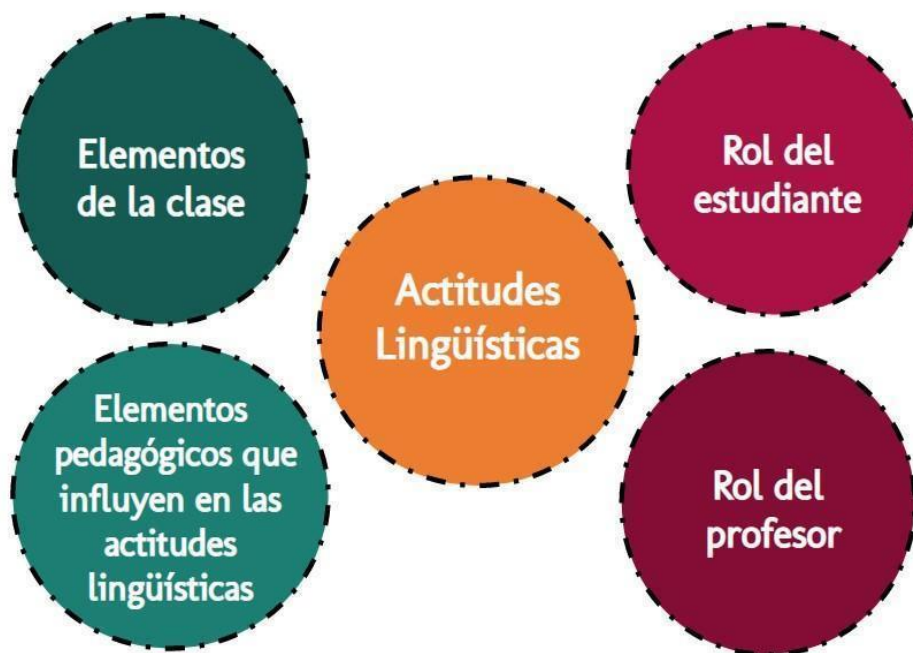 Elementos
de la clase
Rol del
estudiante
Actitudes
Lingüísticas
Elementos
pedagógicos que
influyen en las
actitudes
lingüísticas
Rol del
profesor